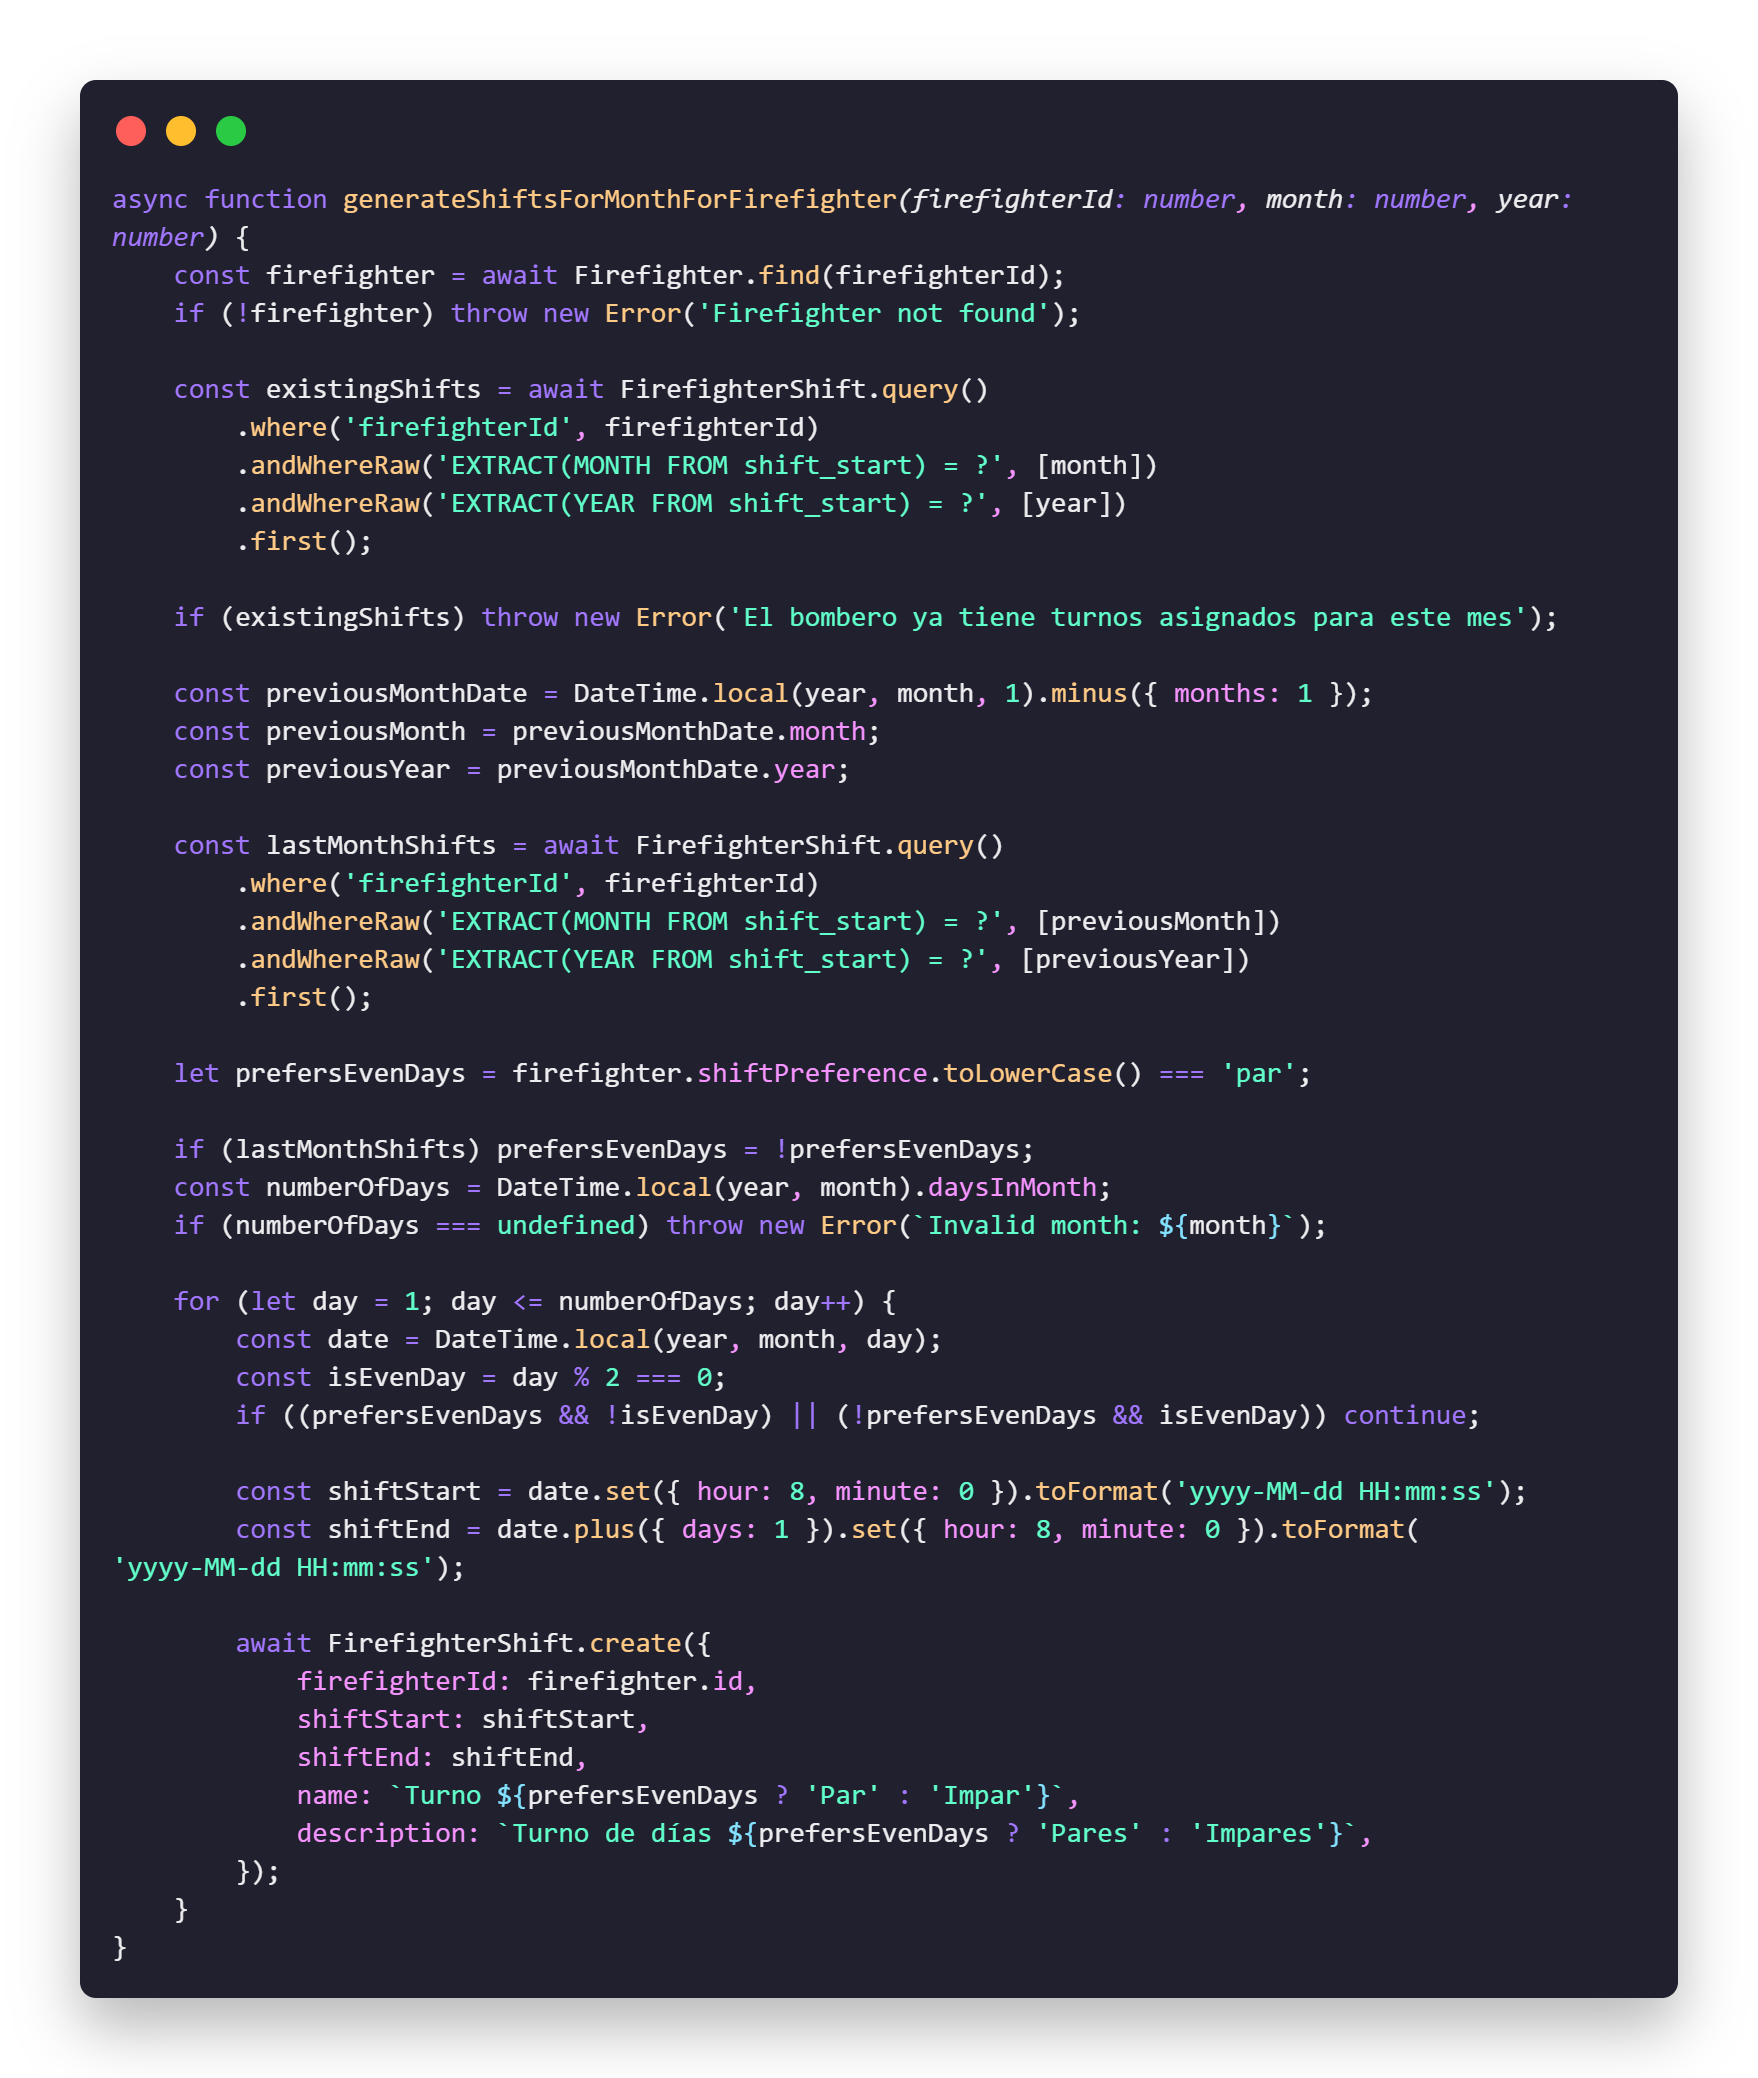 async function generateShiftsForMonthForFirefighter(firefighterId: number, month: number, year:
number) {
    const firefighter = await Firefighter.find(firefighterId);
    if (!firefighter) throw new Error('Firefighter not found');

    const existingShifts = await FirefighterShift.query()
        .where('firefighterId', firefighterId)
        .andWhereRaw('EXTRACT(MONTH FROM shift_start) = ?', [month])
        .andWhereRaw('EXTRACT(YEAR FROM shift_start) = ?', [year])
        .first();

    if (existingShifts) throw new Error('El bombero ya tiene turnos asignados para este mes');

    const previousMonthDate = DateTime.local(year, month, 1).minus({ months: 1 });
    const previousMonth = previousMonthDate.month;
    const previousYear = previousMonthDate.year;

    const lastMonthShifts = await FirefighterShift.query()
        .where('firefighterId', firefighterId)
        .andWhereRaw('EXTRACT(MONTH FROM shift_start) = ?', [previousMonth])
        .andWhereRaw('EXTRACT(YEAR FROM shift_start) = ?', [previousYear])
        .first();

    let prefersEvenDays = firefighter.shiftPreference.toLowerCase() === 'par';

    if (lastMonthShifts) prefersEvenDays = !prefersEvenDays;
    const numberOfDays = DateTime.local(year, month).daysInMonth;
    if (numberOfDays === undefined) throw new Error(`Invalid month: ${month}`);

    for (let day = 1; day <= numberOfDays; day++) {
        const date = DateTime.local(year, month, day);
        const isEvenDay = day % 2 === 0;
        if ((prefersEvenDays && !isEvenDay) || (!prefersEvenDays && isEvenDay)) continue;

        const shiftStart = date.set({ hour: 8, minute: 0 }).toFormat('yyyy-MM-dd HH:mm:ss');
        const shiftEnd = date.plus({ days: 1 }).set({ hour: 8, minute: 0 }).toFormat(
'yyyy-MM-dd HH:mm:ss');

        await FirefighterShift.create({
            firefighterId: firefighter.id,
            shiftStart: shiftStart,
            shiftEnd: shiftEnd,
            name: `Turno ${prefersEvenDays ? 'Par' : 'Impar'}`,
            description: `Turno de días ${prefersEvenDays ? 'Pares' : 'Impares'}`,
        });
    }
}